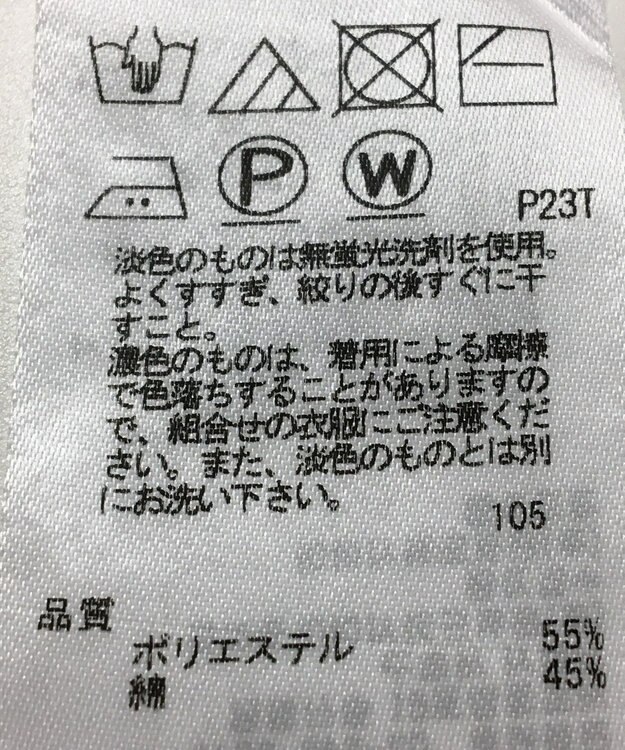 P W
P23T
淡色のものは無蛍光洗剤を使用。
よくすすぎ、絞りの後すぐに干
すこと。
濃色のものは、着用による摩擦
で色落ちすることがありますの
で、組合せの衣服にご注意くだ
さい。また、淡色のものとは別
にお洗い下さい。
105
品質
ポリエステル 55%
綿 45%